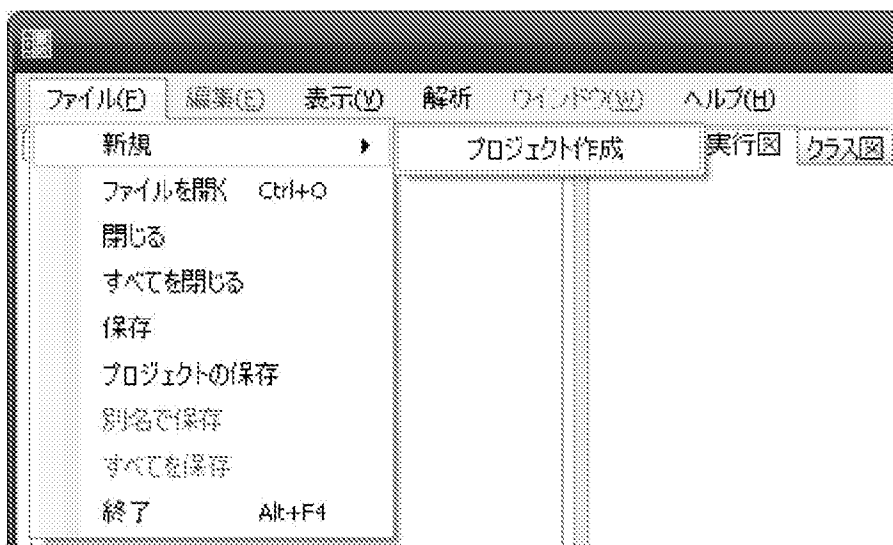 ファイル(F) 編集(E) 表示(V) 解析 ウインドウ(W) ヘルプ(H)
新規 プロジェクト作成 実行図 クラス図
ファイルを開く Ctrl+O
閉じる
すべてを閉じる
保存
プロジェクトの保存
別名で保存
すべてを保存
終了 Alt+F4